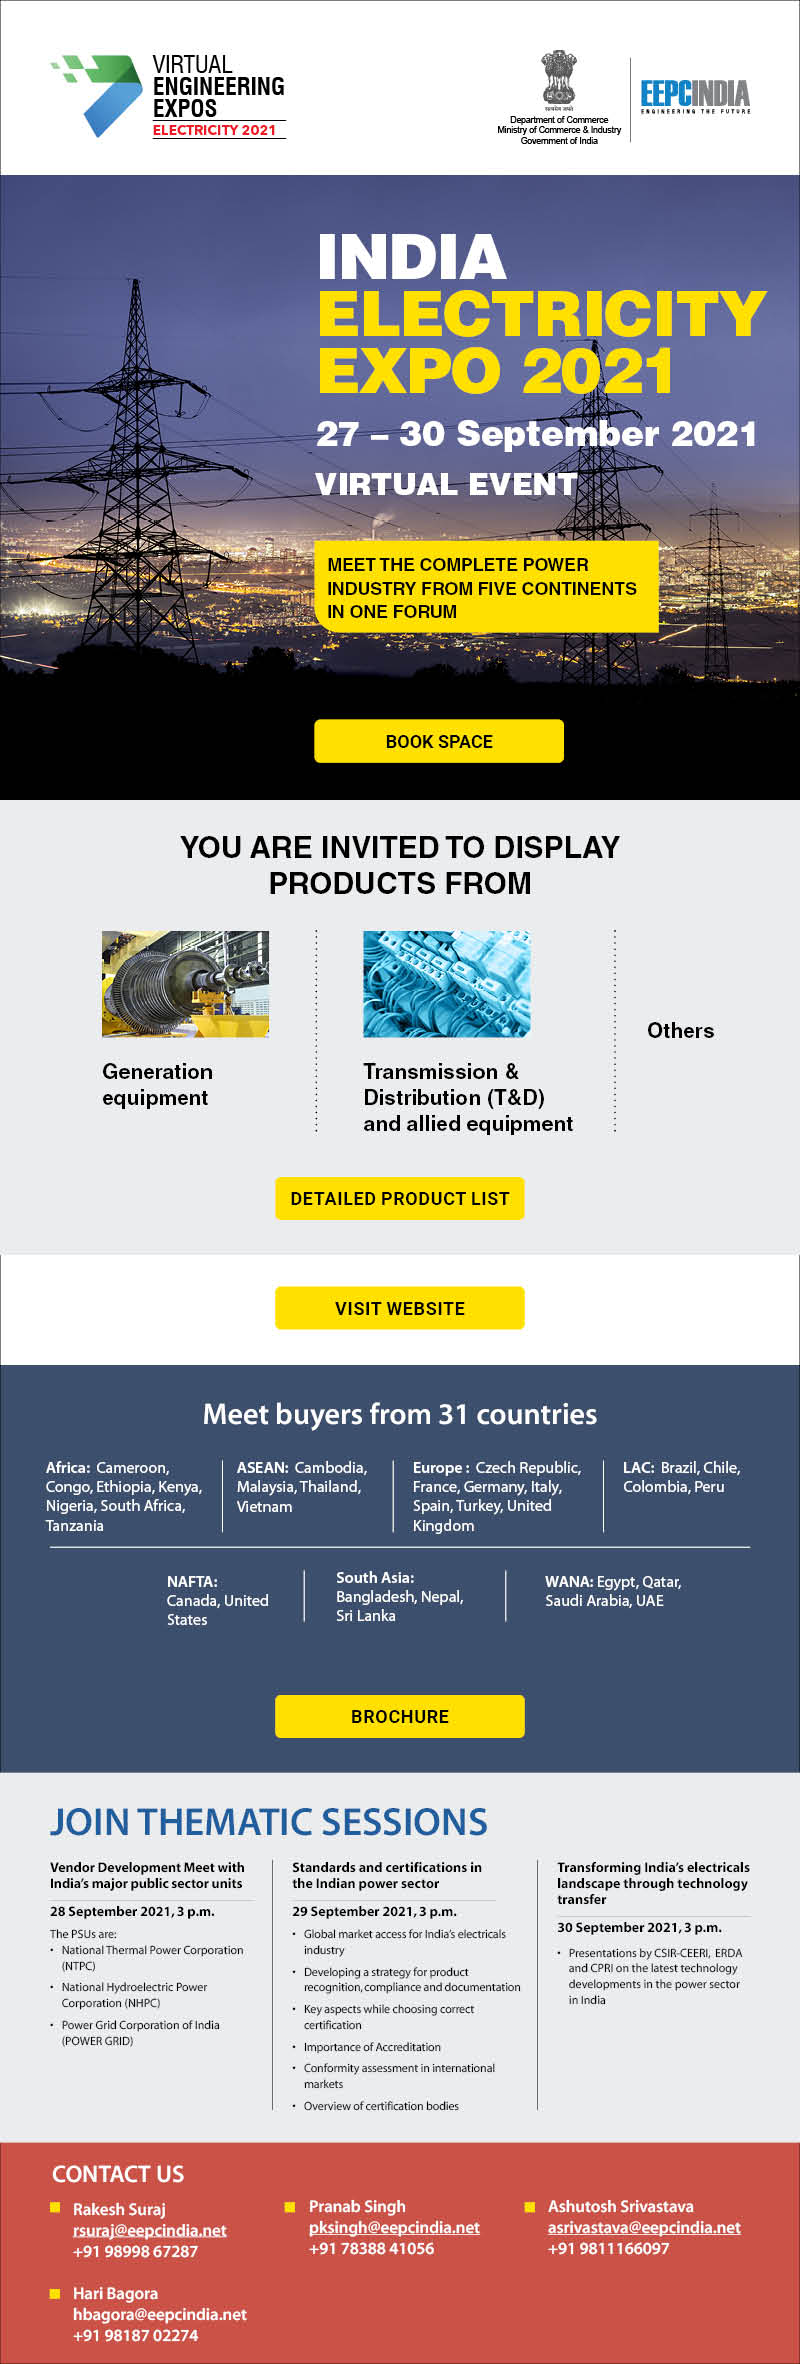 VIRTUAL
ENGINEERING
EXPOS
ELECTRICITY 2021
सत्यमेव जयते
Department of Commerce
Ministry of Commerce & Industry
Government of India
EEPCINDIA
ENGINEERING THE FUTURE
INDIA
ELECTRICITY
EXPO 2021
27 – 30 September 2021
VIRTUAL EVENT
MEET THE COMPLETE POWER
INDUSTRY FROM FIVE CONTINENTS
IN ONE FORUM
BOOK SPACE
YOU ARE INVITED TO DISPLAY
PRODUCTS FROM
Generation
equipment
Transmission &
Distribution (T&D)
and allied equipment
Others
DETAILED PRODUCT LIST
VISIT WEBSITE
Meet buyers from 31 countries
Africa: Cameroon,
Congo, Ethiopia, Kenya,
Nigeria, South Africa,
Tanzania
ASEAN: Cambodia,
Malaysia, Thailand,
Vietnam
Europe : Czech Republic,
France, Germany, Italy,
Spain, Turkey, United
Kingdom
LAC: Brazil, Chile,
Colombia, Peru
NAFTA:
Canada, United
States
South Asia:
Bangladesh, Nepal,
Sri Lanka
WANA: Egypt, Qatar,
Saudi Arabia, UAE
BROCHURE
JOIN THEMATIC SESSIONS
Vendor Development Meet with
India's major public sector units
28 September 2021, 3 p.m.
The PSUs are:
• National Thermal Power Corporation
(NTPC)
• National Hydroelectric Power
Corporation (NHPC)
• Power Grid Corporation of India
(POWER GRID)
Standards and certifications in
the Indian power sector
29 September 2021, 3 p.m.
• Global market access for India's electricals
industry
• Developing a strategy for product
recognition, compliance and documentation
• Key aspects while choosing correct
certification
• Importance of Accreditation
• Conformity assessment in international
markets
• Overview of certification bodies
Transforming India's electricals
landscape through technology
transfer
30 September 2021, 3 p.m.
• Presentations by CSIR-CEERI, ERDA
and CPRI on the latest technology
developments in the power sector
in India
CONTACT US
Rakesh Suraj
rsuraj@eepcindia.net
+91 98998 67287
Pranab Singh
pksingh@eepcindia.net
+91 78388 41056
Ashutosh Srivastava
asrivastava@eepcindia.net
+91 9811166097
Hari Bagora
hbagora@eepcindia.net
+91 98187 02274